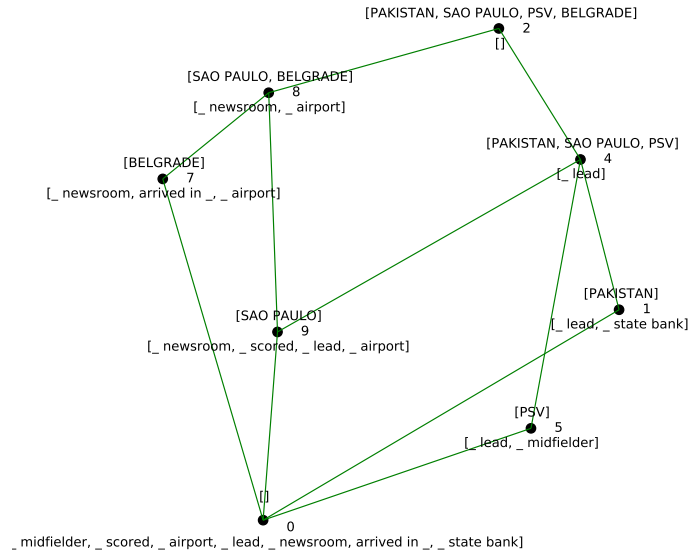 [PAKISTAN, SAO PAULO, PSV, BELGRADE]
2
[]
[SAO PAULO, BELGRADE]
8
[_ newsroom, _ airport]
[PAKISTAN, SAO PAULO, PSV]
4
[_ lead]
[BELGRADE]
7
[_ newsroom, arrived in _, _ airport]
[PAKISTAN]
1
[_ lead, _ state bank]
[SAO PAULO]
9
[_ newsroom, _ scored, _ lead, _ airport]
[PSV]
5
[_ lead, _ midfielder]
[]
0
_ midfielder, _ scored, _ airport, _ lead, _ newsroom, arrived in _, _ state bank]